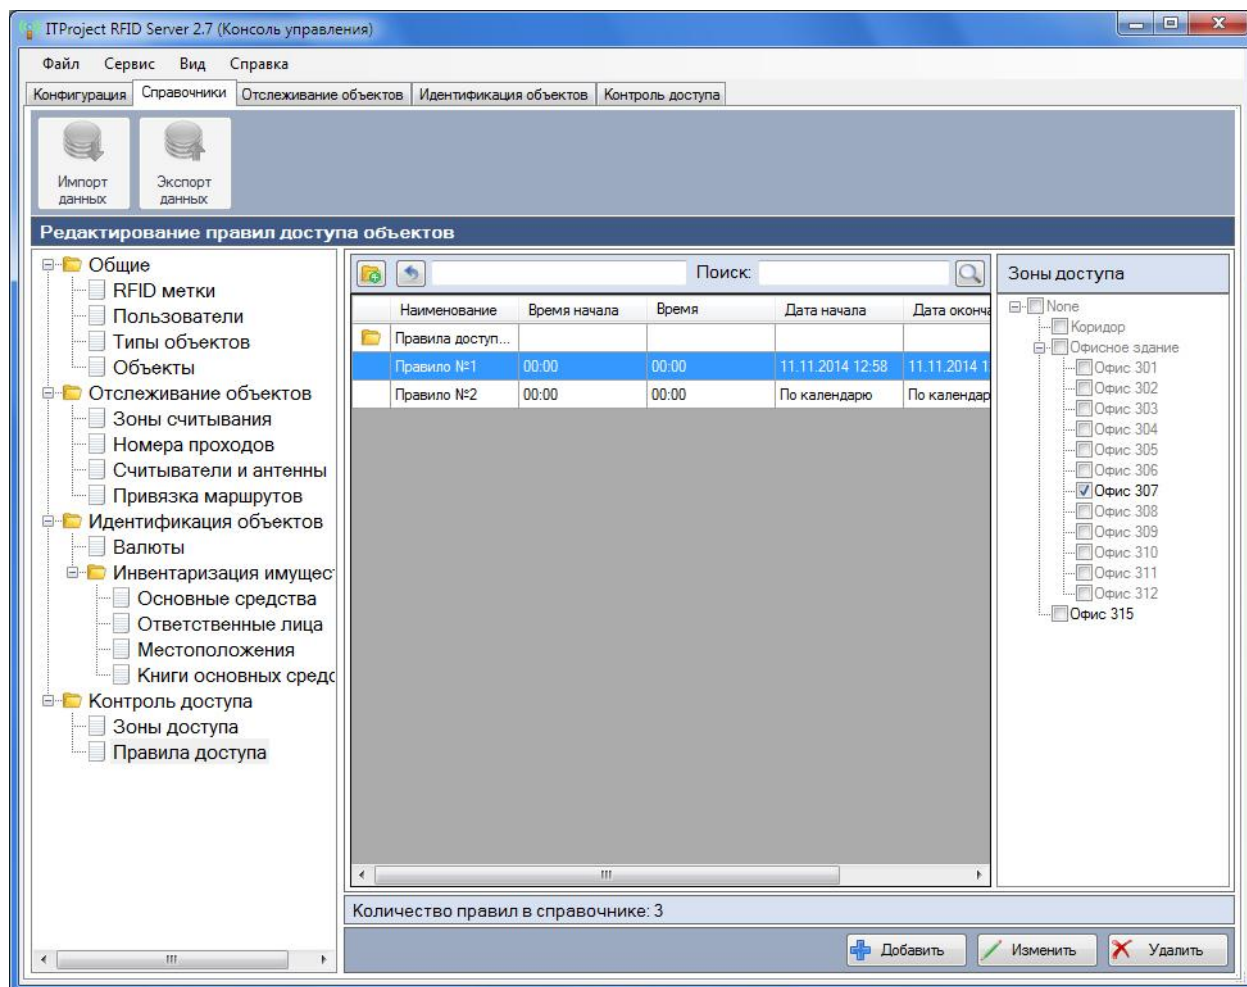 ITProject RFID Server 2.7 (Консоль управления)
Файл Сервис Вид Справка
Конфигурация Справочники Отслеживание объектов Идентификация объектов Контроль доступа
Импорт данных
Экспорт данных
Редактирование правил доступа объектов
Общие
RFID метки
Пользователи
Типы объектов
Объекты
Отслеживание объектов
Зоны считывания
Номера проходов
Считыватели и антенны
Привязка маршрутов
Идентификация объектов
Валюты
Инвентаризация имущес
Основные средства
Ответственные лица
Местоположения
Книги основных средс
Контроль доступа
Зоны доступа
Правила доступа
Поиск:
Наименование Время начала Время Дата начала Дата оконча
Правила доступ...
Правило №1 00:00 00:00 11.11.2014 12:58 11.11.2014 1
Правило №2 00:00 00:00 По календарю По календар
Зоны доступа
None
Коридор
Офисное здание
Офис 301
Офис 302
Офис 303
Офис 304
Офис 305
Офис 306
Офис 307
Офис 308
Офис 309
Офис 310
Офис 311
Офис 312
Офис 315
Количество правил в справочнике: 3
Добавить Изменить Удалить